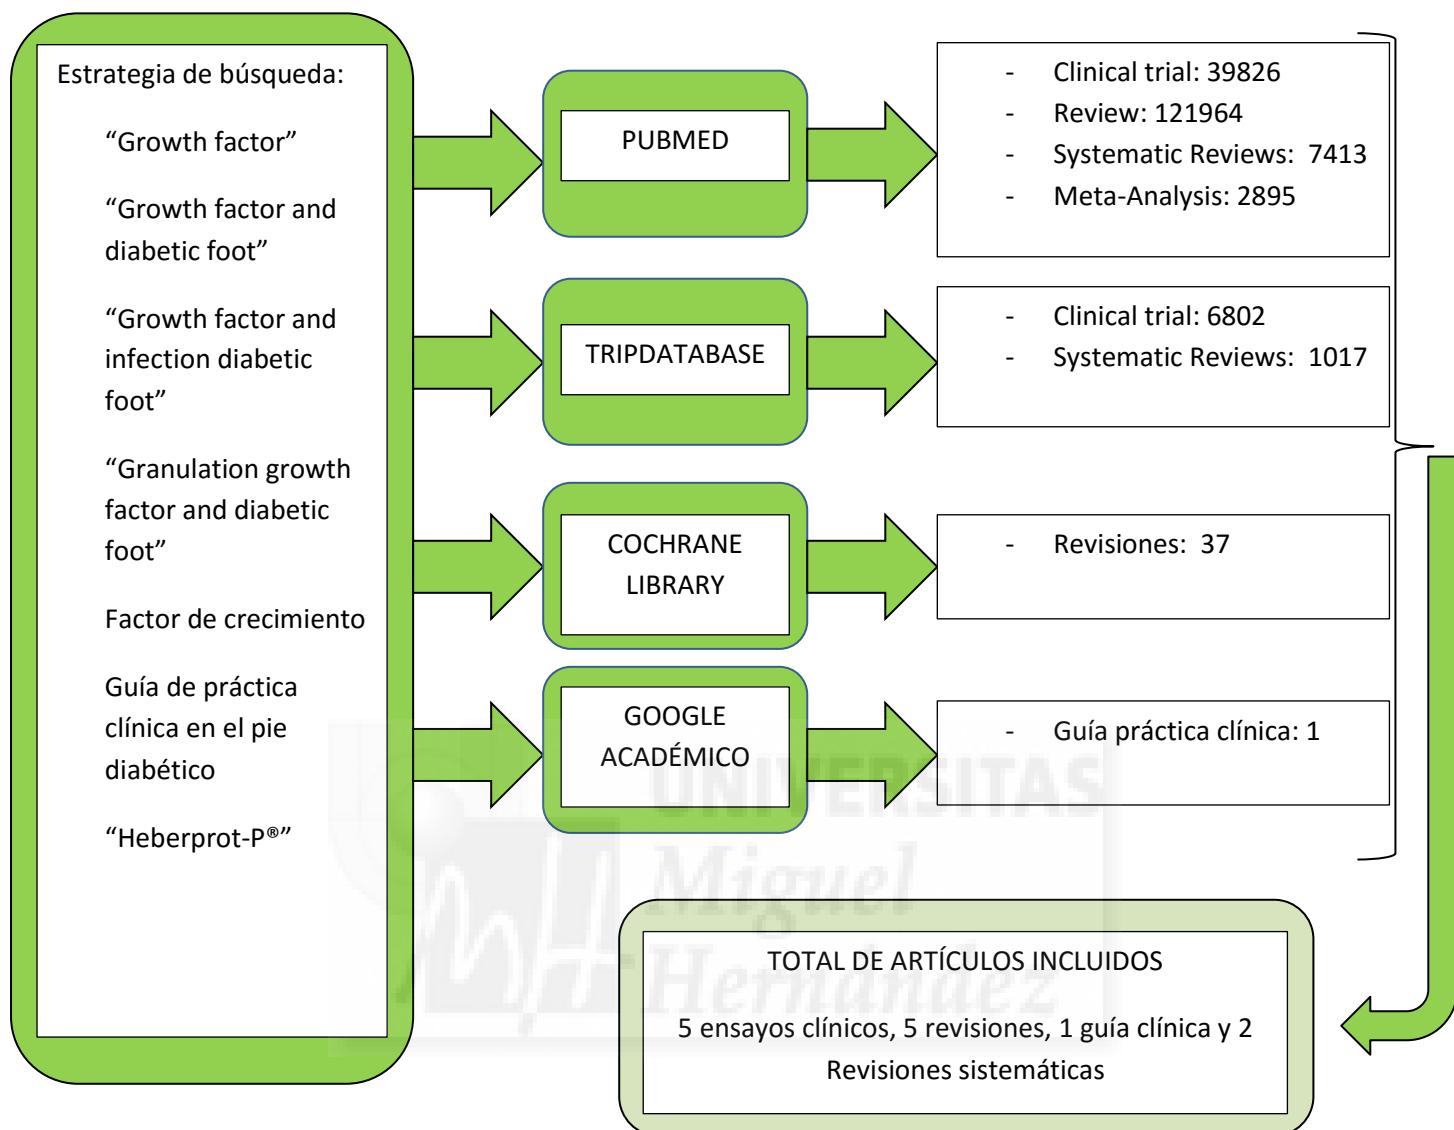 Estrategia de búsqueda:
“Growth factor”
“Growth factor and
diabetic foot”
“Growth factor and
infection diabetic
foot”
“Granulation growth
factor and diabetic
foot”
Factor de crecimiento
Guía de práctica
clínica en el pie
diabético
“Heberprot-P®”
PUBMED
- Clinical trial: 39826
- Review: 121964
- Systematic Reviews: 7413
- Meta-Analysis: 2895
TRIPDATABASE
- Clinical trial: 6802
- Systematic Reviews: 1017
COCHRANE
LIBRARY
- Revisiones: 37
GOOGLE
ACADÉMICO
- Guía práctica clínica: 1
UNIVERSITAS
Miguel
Hernández
TOTAL DE ARTÍCULOS INCLUIDOS
5 ensayos clínicos, 5 revisiones, 1 guía clínica y 2
Revisiones sistemáticas